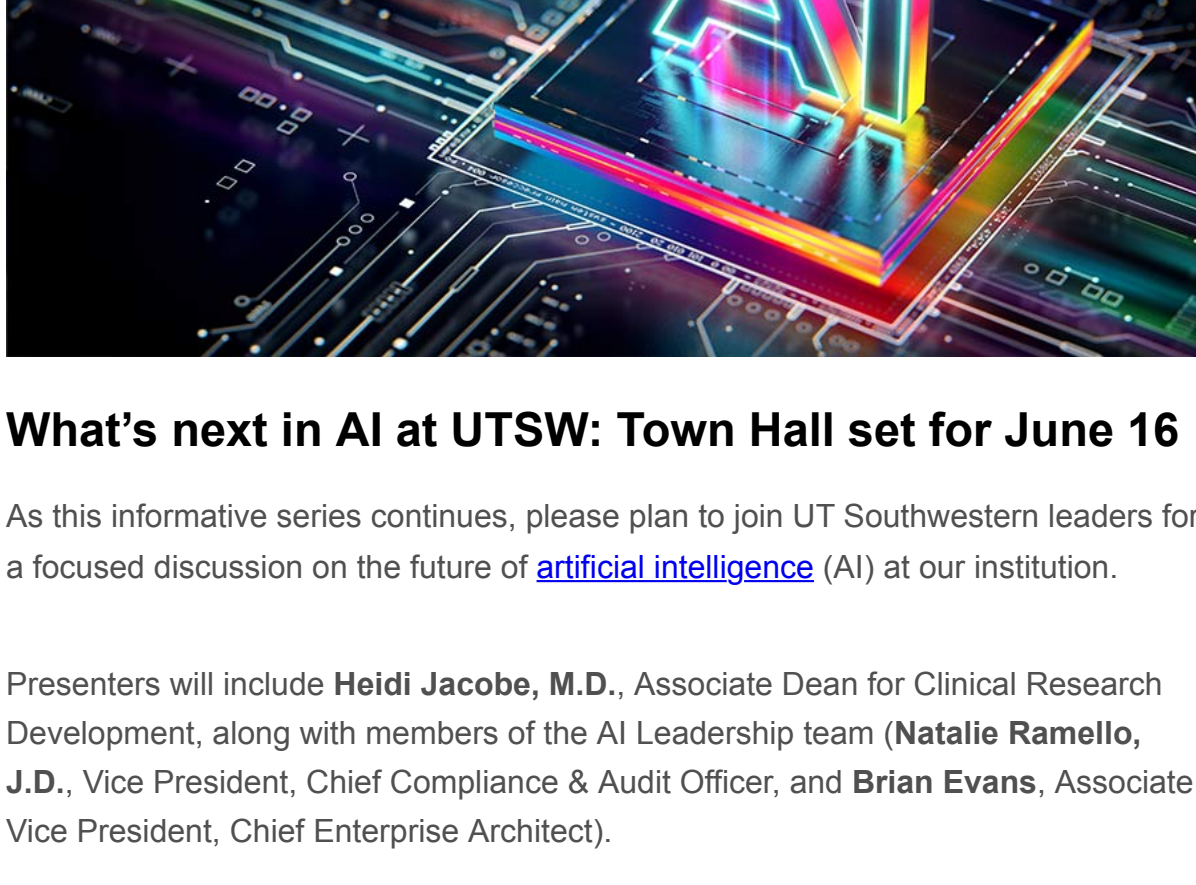 AI
What’s next in AI at UTSW: Town Hall set for June 16
As this informative series continues, please plan to join UT Southwestern leaders for
a focused discussion on the future of artificial intelligence (AI) at our institution.
Presenters will include Heidi Jacobe, M.D., Associate Dean for Clinical Research
Development, along with members of the AI Leadership team (Natalie Ramello,
J.D., Vice President, Chief Compliance & Audit Officer, and Brian Evans, Associate
Vice President, Chief Enterprise Architect).